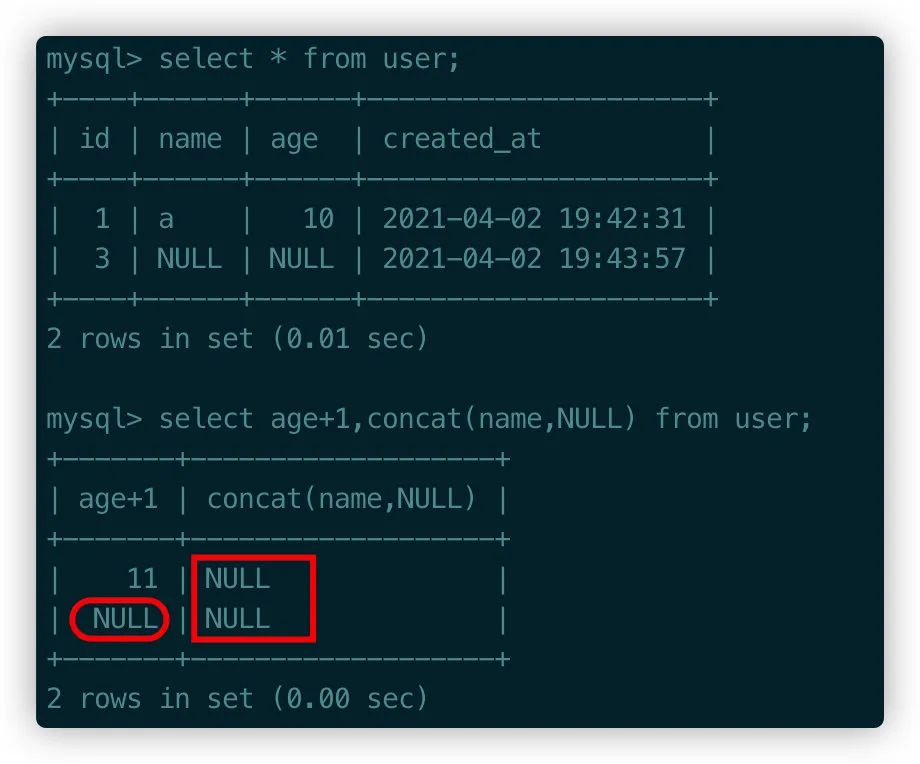 mysql> select * from user;
+----+------+------+---------------------+
| id | name | age  | created_at          |
+----+------+------+---------------------+
|  1 | a    |   10 | 2021-04-02 19:42:31 |
|  3 | NULL | NULL | 2021-04-02 19:43:57 |
+----+------+------+---------------------+
2 rows in set (0.01 sec)
mysql> select age+1,concat(name,NULL) from user;
+-------+-------------------+
| age+1 | concat(name,NULL) |
+-------+-------------------+
|    11 | NULL              |
|  NULL | NULL              |
+-------+-------------------+
2 rows in set (0.00 sec)